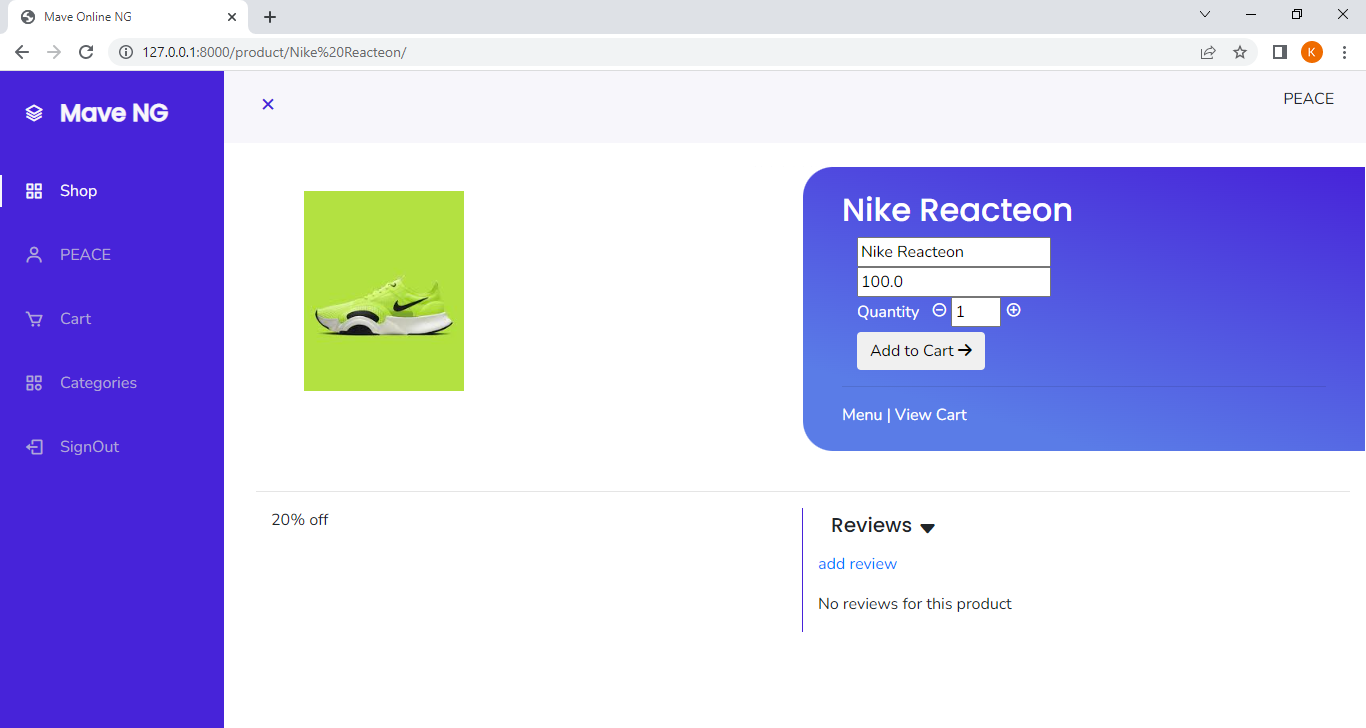 Mave Online NG
127.0.0.1:8000/product/Nike%20Reacteon/
K
Mave NG
PEACE
Shop
PEACE
Cart
Categories
SignOut
Nike Reacteon
Nike Reacteon
100.0
Quantity 1
Add to Cart
Menu | View Cart
20% off
Reviews
add review
No reviews for this product